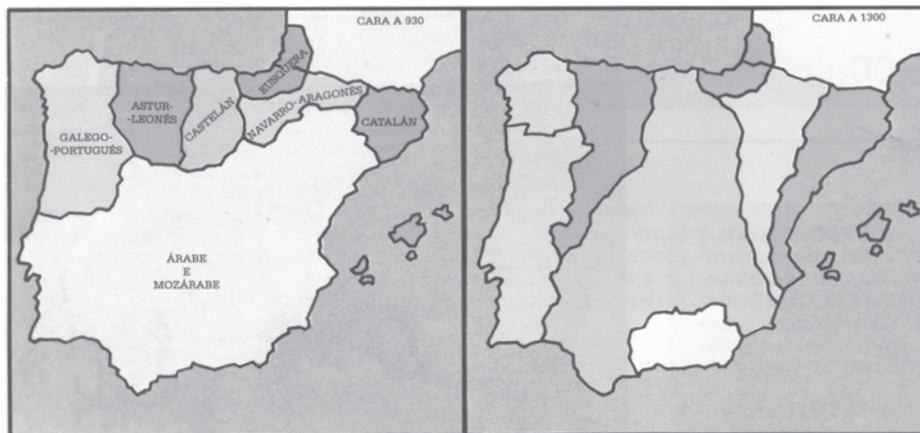 CARA A 930
GALEGO-
-PORTUGUÉS
ASTUR-
-LEONÉS
CASTELÁN
EUSQUERA
NAVARRO-ARAGONÉS
CATALÁN
ÁRABE
E
MOZÁRABE
CARA A 1300